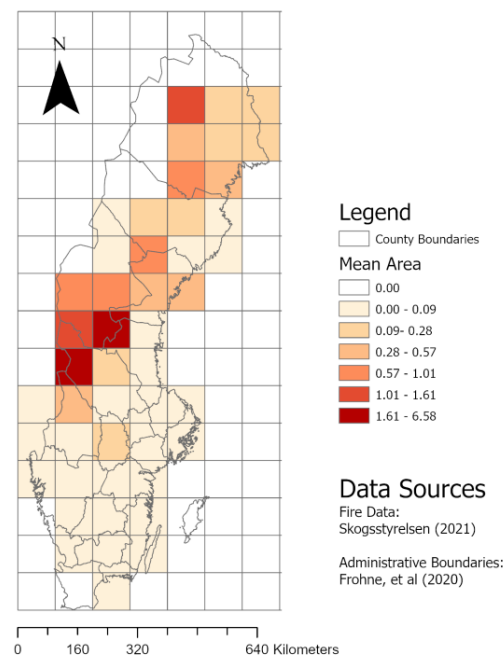 N
Legend
County Boundaries
Mean Area
0.00
0.00 - 0.09
0.09- 0.28
0.28 - 0.57
0.57 - 1.01
1.01 - 1.61
1.61 - 6.58
Data Sources
Fire Data:
Skogsstyrelsen (2021)
Administrative Boundaries:
Frohne, et al (2020)
0 160 320 640 Kilometers